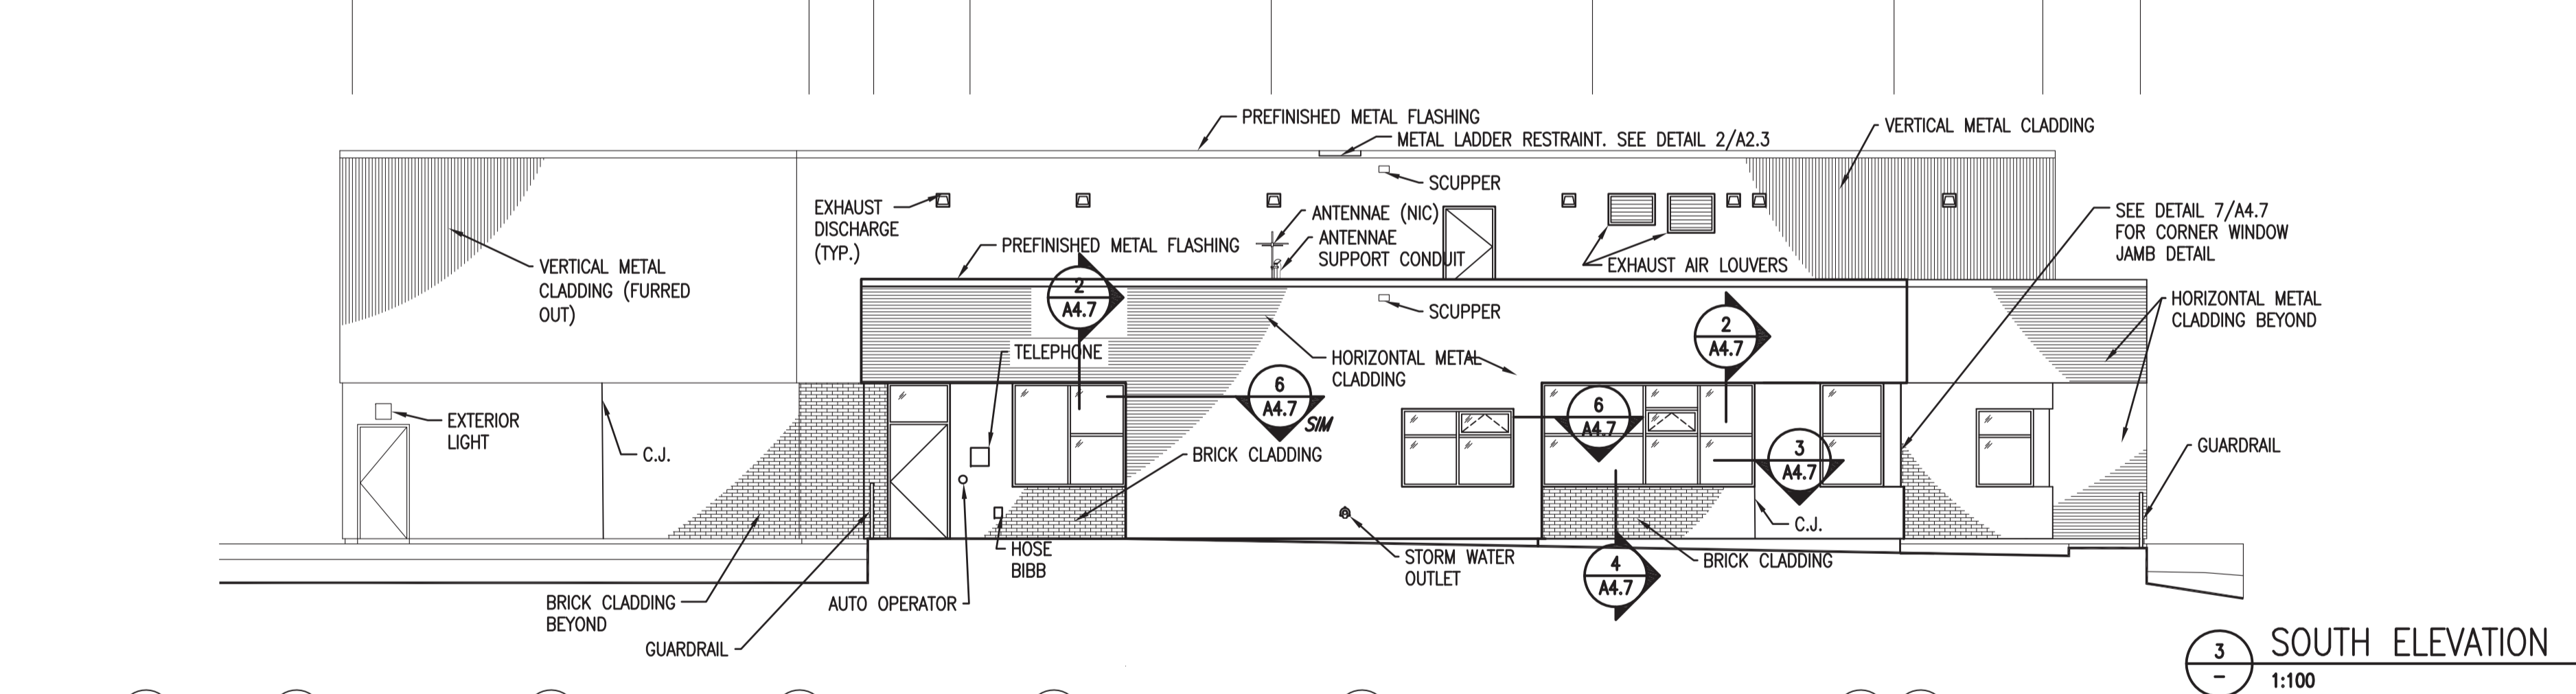 PREFINISHED METAL FLASHING
METAL LADDER RESTRAINT. SEE DETAIL 2/A2.3
VERTICAL METAL CLADDING
SCUPPER
EXHAUST
DISCHARGE
(TYP.)
ANTENNAE (NIC)
ANTENNAE
SUPPORT CONDUIT
PREFINISHED METAL FLASHING
EXHAUST AIR LOUVERS
SEE DETAIL 7/A4.7
FOR CORNER WINDOW
JAMB DETAIL
VERTICAL METAL
CLADDING (FURRED
OUT)
2
A4.7
SCUPPER
2
A4.7
HORIZONTAL METAL
CLADDING BEYOND
TELEPHONE
HORIZONTAL METAL
CLADDING
6
A4.7
SIM
6
A4.7
EXTERIOR
LIGHT
C.J.
BRICK CLADDING
3
A4.7
GUARDRAIL
C.J.
HOSE
BIBB
STORM WATER
OUTLET
4
A4.7
BRICK CLADDING
BRICK CLADDING
BEYOND
AUTO OPERATOR
GUARDRAIL
3
–
SOUTH ELEVATION
1:100